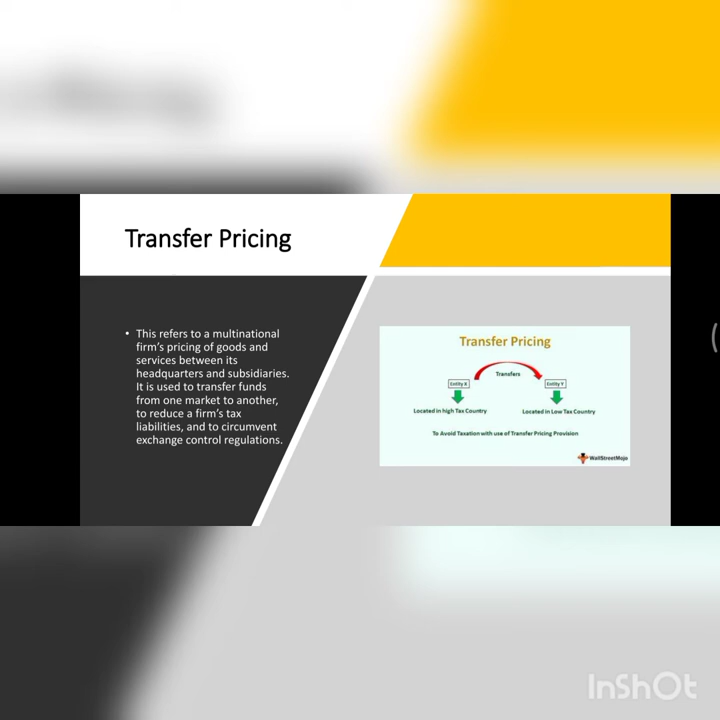 Transfer Pricing
• This refers to a multinational
firm's pricing of goods and
services between its
headquarters and subsidiaries.
It is used to transfer funds
from one market to another,
to reduce a firm's tax
liabilities, and to circumvent
exchange control regulations.
Transfer Pricing
Transfers
Entity X
Entity Y
Located in high Tax Country
Located in Low Tax Country
To Avoid Taxation with use of Transfer Pricing Provision
WallStreetMojo
InShOt